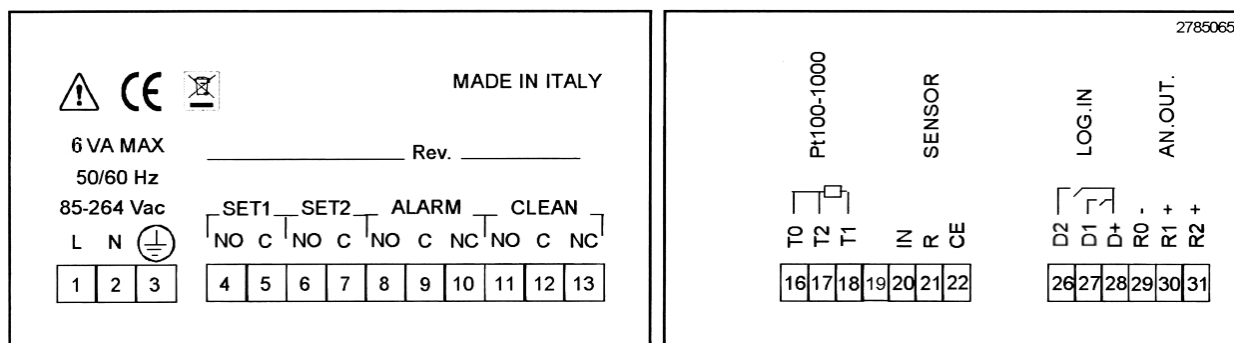 MADE IN ITALY
CE
6 VA MAX
50/60 Hz
85-264 Vac
Rev.
SET1 SET2 ALARM CLEAN
L N NO C NO C NO C NC NO C NC
1 2 3 4 5 6 7 8 9 10 11 12 13
2785065
Pt100-1000 SENSOR LOG.IN AN.OUT.
T0 T2 T1 IN R CE D2 D1 D+ R0 - R1 + R2 +
16 17 18 19 20 21 22 26 27 28 29 30 31